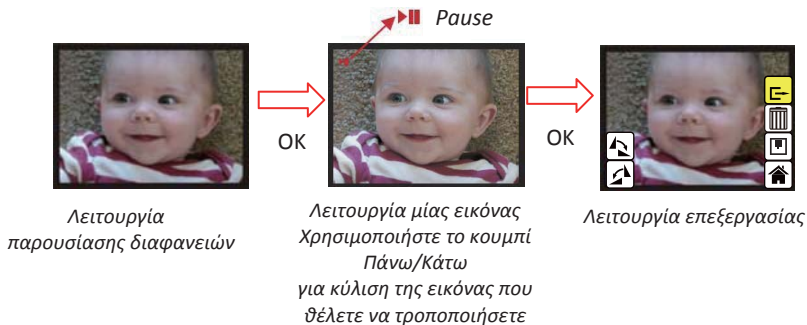 Pause
OK
OK
Λειτουργία
παρουσίασης διαφανειών
Λειτουργία μίας εικόνας
Χρησιμοποιήστε το κουμπί
Πάνω/Κάτω
για κύλιση της εικόνας που
θέλετε να τροποποιήσετε
Λειτουργία επεξεργασίας